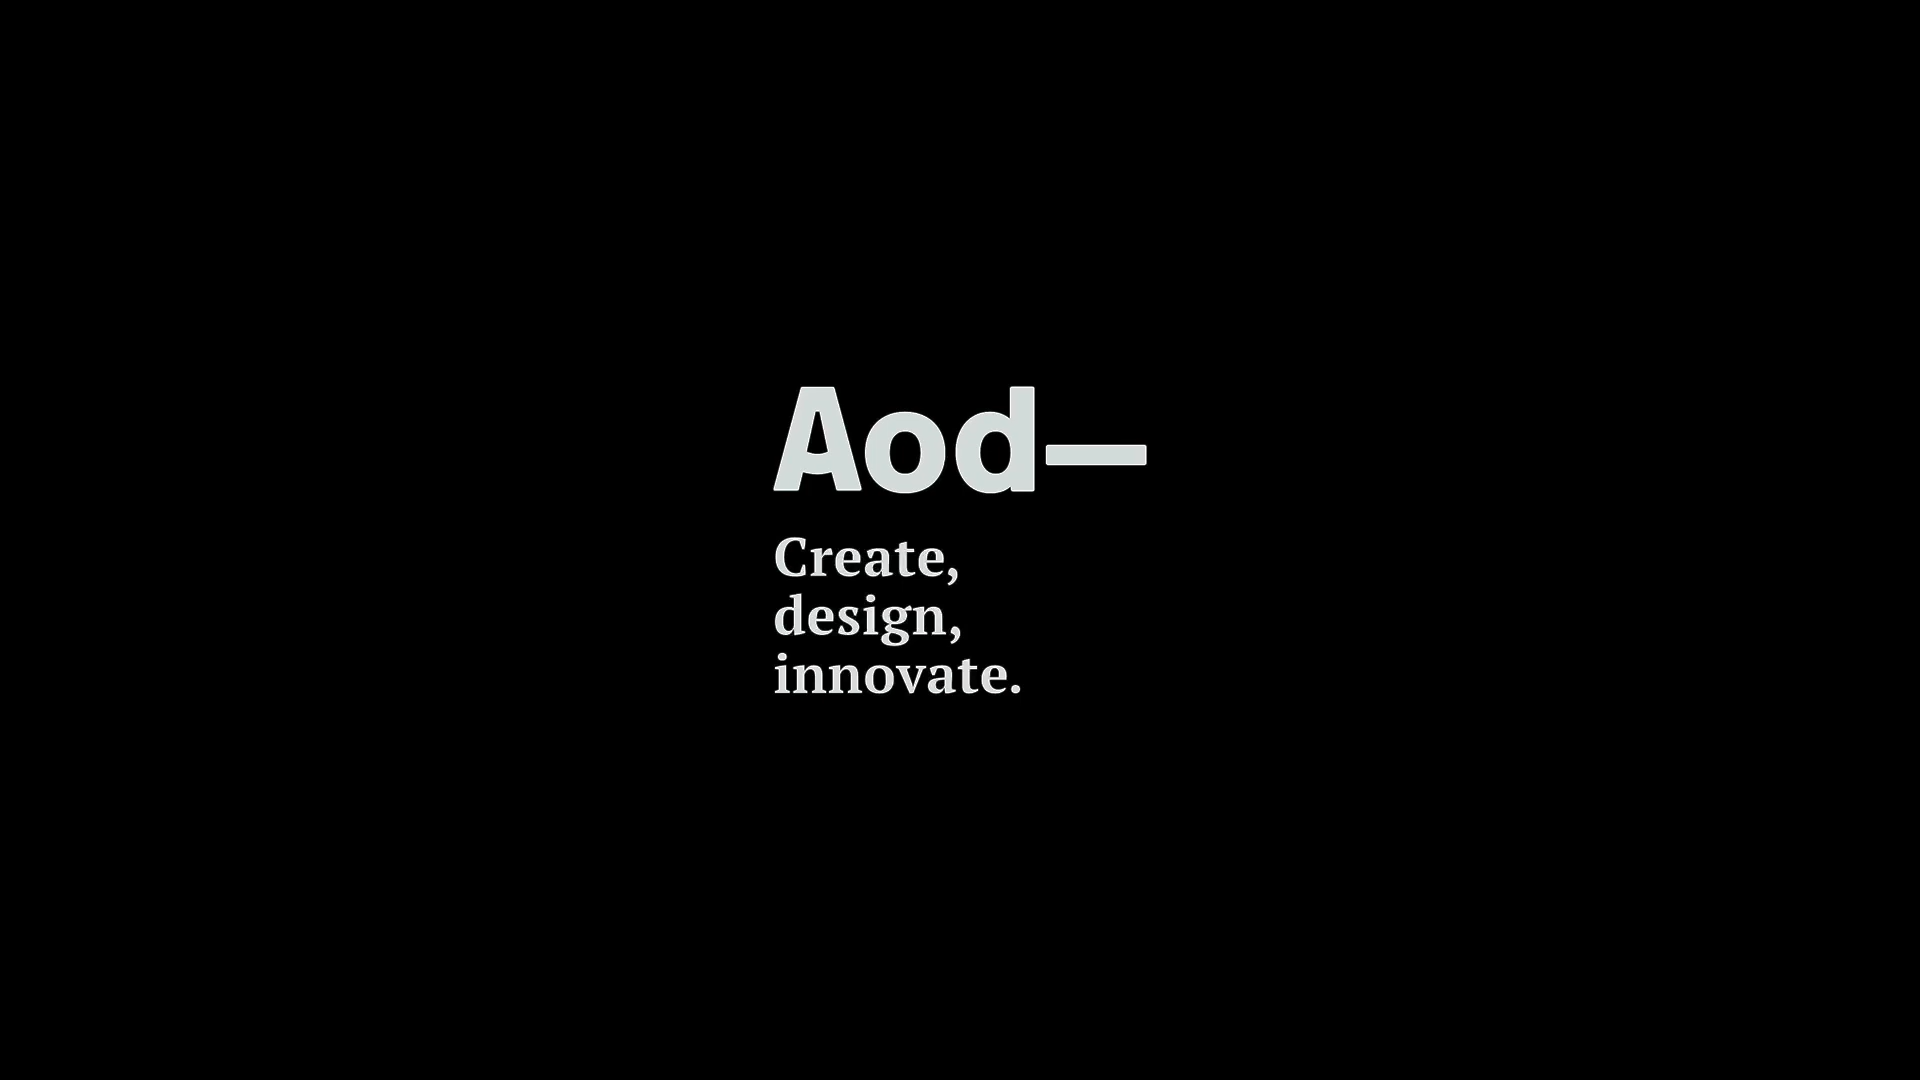 Aod—
Create,
design,
innovate.